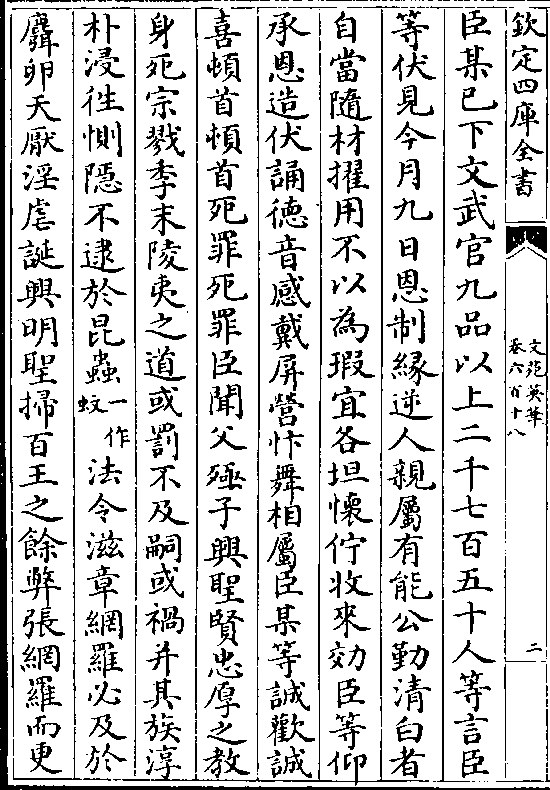 欽定四庫全書
文苑英華
卷六百十八
二
臣某已下文武官九品以上二千七百五十人等言臣
等伏見今月九日恩制緣逆人親屬有能公勤清白者
自當隨材擢用不以為瑕宜各坦懷佇收來効臣等仰
承恩造伏誦德音感戴屏營忭舞相屬臣某等誠歡誠
喜頓首頓首死罪死罪臣聞父殛子興聖賢忠厚之教
身死宗戮季末陵夷之道或罰不及嗣或禍并其族淳
朴浸徃惻隱不逮於昆蟲一作蚊法令滋章網羅必及於
麛卵天厭淫虐誕興明聖掃百王之餘弊張網羅而更